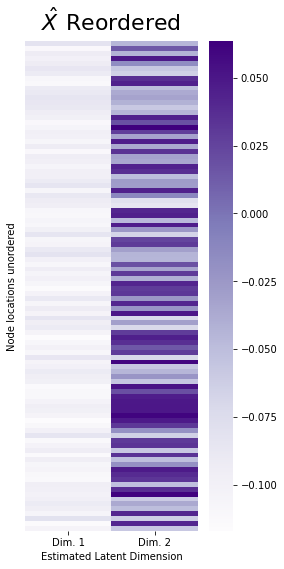 X̂ Reordered
Node locations unordered
Dim. 1
Dim. 2
Estimated Latent Dimension
0.050
0.025
0.000
−0.025
−0.050
−0.075
−0.100